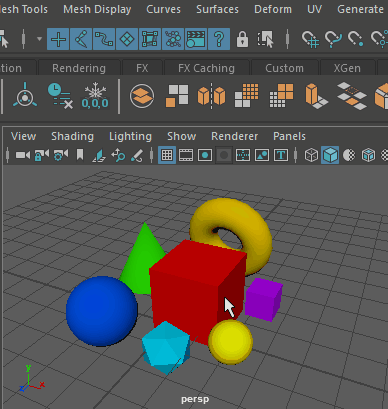 esh Tools Mesh Display Curves Surfaces Deform UV Generate
tion Rendering FX FX Caching Custom XGen
0,0,0
View Shading Lighting Show Renderer Panels
y
z x
persp